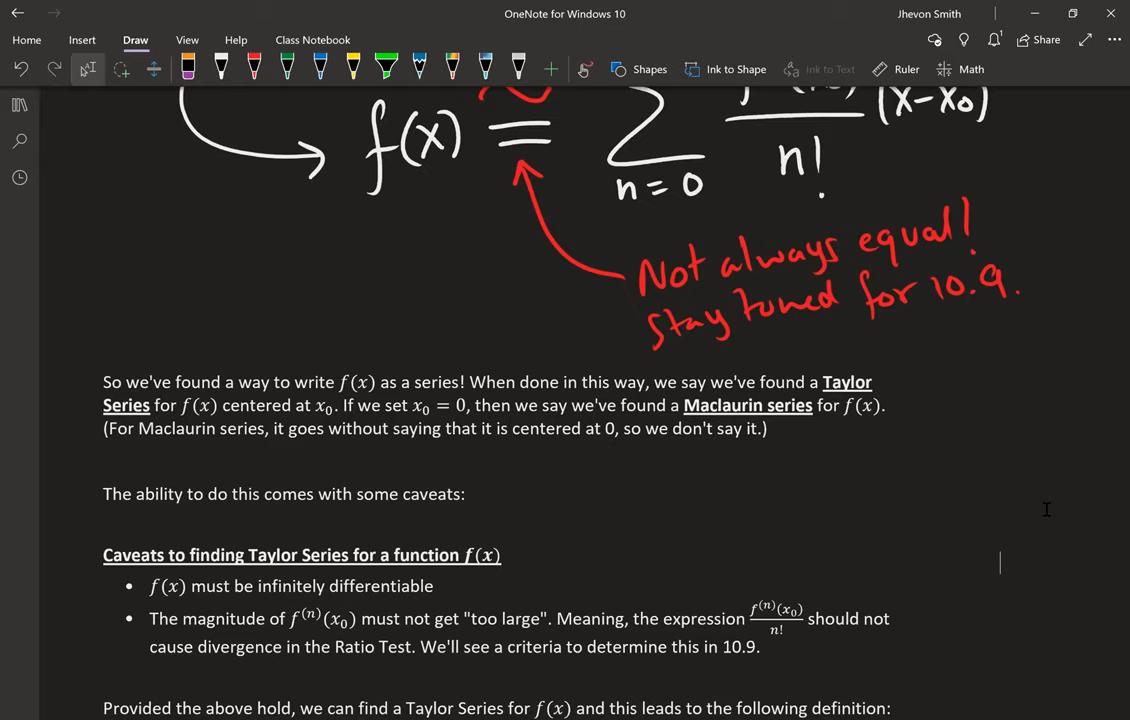 OneNote for Windows 10
Jhevon Smith
Home Insert Draw View Help Class Notebook
Share
Shapes Ink to Shape Ink to Text Ruler Math
f(x) = ∑ (x-x₀)
n!
n = 0
Not always equal!
stay tuned for 10.9.
So we've found a way to write f(x) as a series! When done in this way, we say we've found a Taylor
Series for f(x) centered at x₀. If we set x₀ = 0, then we say we've found a Maclaurin series for f(x).
(For Maclaurin series, it goes without saying that it is centered at 0, so we don't say it.)
The ability to do this comes with some caveats:
Caveats to finding Taylor Series for a function f(x)
• f(x) must be infinitely differentiable
• The magnitude of f⁽ⁿ⁾(x₀) must not get "too large". Meaning, the expression f⁽ⁿ⁾(x₀)/n! should not
cause divergence in the Ratio Test. We'll see a criteria to determine this in 10.9.
Provided the above hold, we can find a Taylor Series for f(x) and this leads to the following definition: